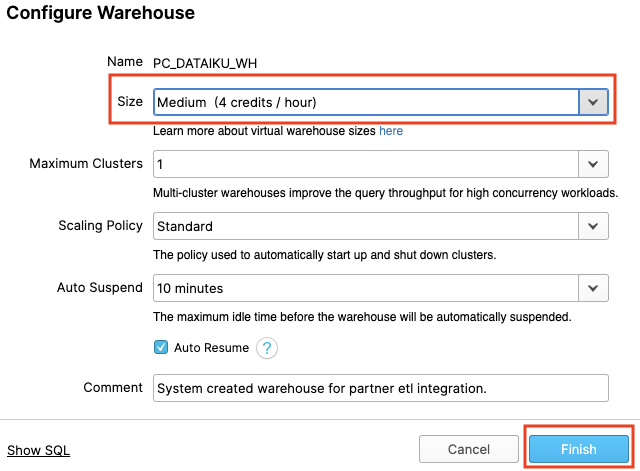 Configure Warehouse
Name PC_DATAIKU_WH
Size Medium (4 credits / hour)
Learn more about virtual warehouse sizes here
Maximum Clusters 1
Multi-cluster warehouses improve the query throughput for high concurrency workloads.
Scaling Policy Standard
The policy used to automatically start up and shut down clusters.
Auto Suspend 10 minutes
The maximum idle time before the warehouse will be automatically suspended.
Auto Resume ?
Comment System created warehouse for partner etl integration.
Show SQL Cancel Finish